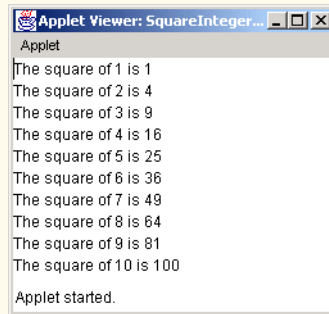 Applet Viewer: SquareInteger...
Applet
The square of 1 is 1
The square of 2 is 4
The square of 3 is 9
The square of 4 is 16
The square of 5 is 25
The square of 6 is 36
The square of 7 is 49
The square of 8 is 64
The square of 9 is 81
The square of 10 is 100
Applet started.